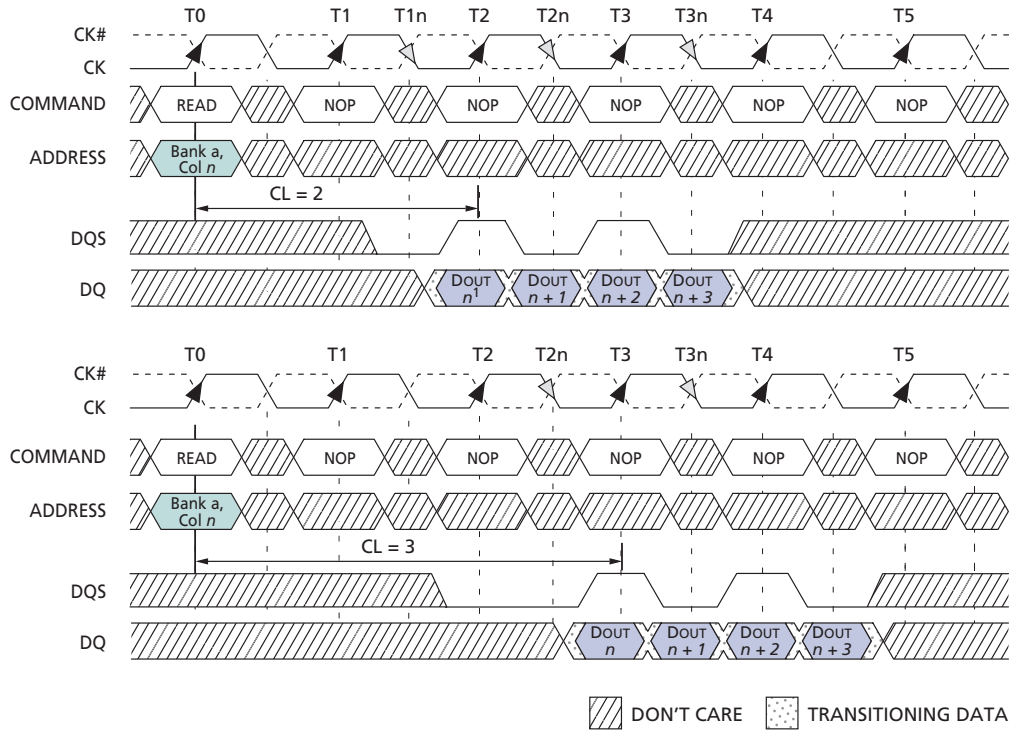 T0 T1 T1n T2 T2n T3 T3n T4 T5
CK#
CK
COMMAND READ NOP NOP NOP NOP NOP
ADDRESS Bank a,
Col n
CL = 2
DQS
DQ DOUT DOUT DOUT DOUT
n1 n + 1 n + 2 n + 3
T0 T1 T2 T2n T3 T3n T4 T5
CK#
CK
COMMAND READ NOP NOP NOP NOP NOP
ADDRESS Bank a,
Col n
CL = 3
DQS
DQ DOUT DOUT DOUT DOUT
n n + 1 n + 2 n + 3
DON'T CARE TRANSITIONING DATA